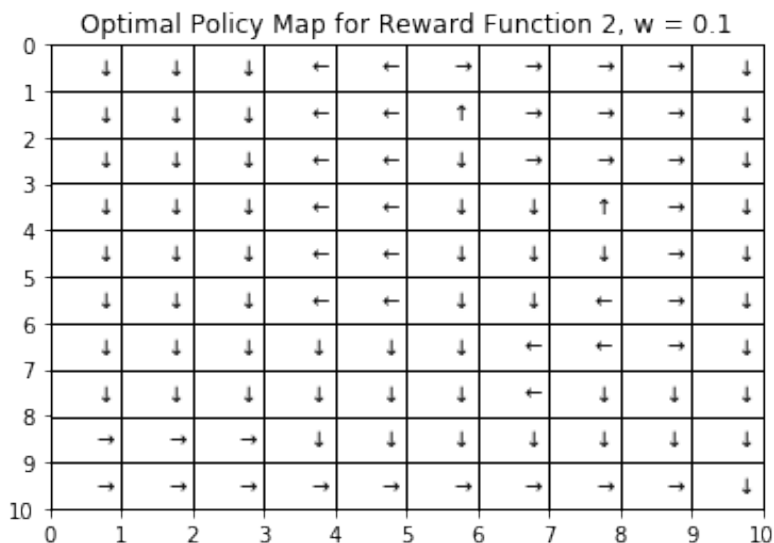 Optimal Policy Map for Reward Function 2, w = 0.1
0
↓ ↓ ↓ ← ← → → → → ↓
1
↓ ↓ ↓ ← ← ↑ → → → ↓
2
↓ ↓ ↓ ← ← ↓ → → → ↓
3
↓ ↓ ↓ ← ← ↓ ↓ ↑ → ↓
4
↓ ↓ ↓ ← ← ↓ ↓ ↓ → ↓
5
↓ ↓ ↓ ← ← ↓ ↓ ← → ↓
6
↓ ↓ ↓ ↓ ↓ ↓ ← ← → ↓
7
↓ ↓ ↓ ↓ ↓ ↓ ← ↓ ↓ ↓
8
→ → → ↓ ↓ ↓ ↓ ↓ ↓ ↓
9
→ → → → → → → → → ↓
10
0 1 2 3 4 5 6 7 8 9 10